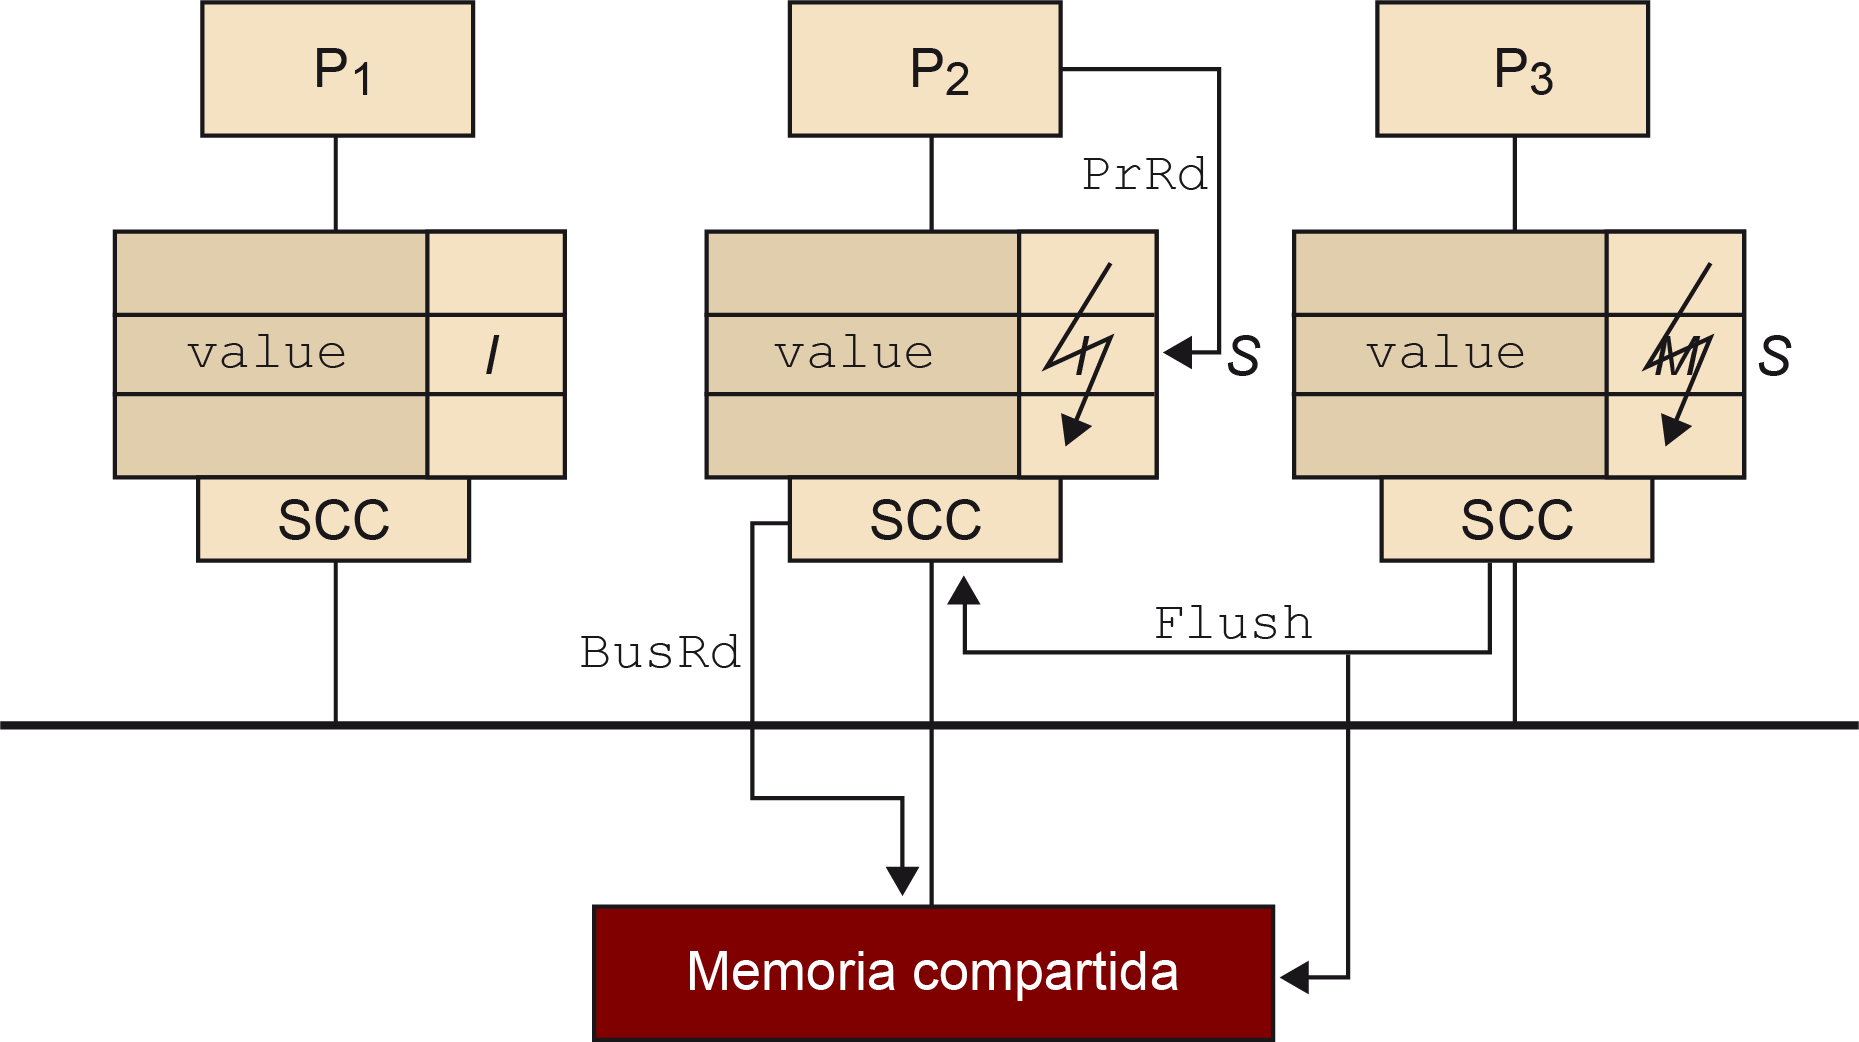 P1
P2
P3
PrRd
value
I
value
I
S
value
M
S
SCC
SCC
SCC
Flush
BusRd
Memoria compartida